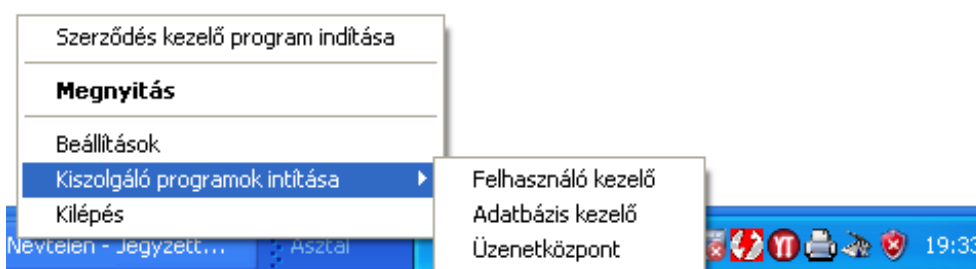 Szerződés kezelő program indítása
Megnyitás
Beállítások
Kiszolgáló programok intítása
Felhasználó kezelő
Kilépés
Adatbázis kezelő
Névtelen - Jegyzett...
Asztal
Üzenetközpont
19:33